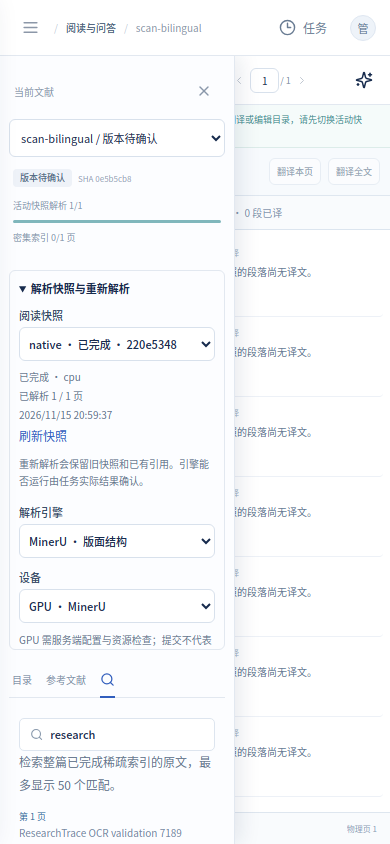 / 阅读与问答 / scan-bilingual
任务
管
当前文献
1 / 1
scan-bilingual / 版本待确认
译或编辑目录，请先切换活动快
版本待确认 SHA 0e5b5cb8
翻译本页
翻译全文
活动快照解析 1/1
• 0 段已译
密集索引 0/1 页
▼ 解析快照与重新解析
的段落尚无译文。
阅读快照
native • 已完成 • 220e5348
的段落尚无译文。
已完成 • cpu
已解析 1 / 1 页
2026/11/15 20:59:37
刷新快照
的段落尚无译文。
重新解析会保留旧快照和已有引用。引擎能
否运行由任务实际结果确认。
解析引擎
的段落尚无译文。
MinerU • 版面结构
设备
的段落尚无译文。
GPU • MinerU
GPU 需服务端配置与资源检查；提交不代表
的段落尚无译文。
目录
参考文献
research
的段落尚无译文。
检索整篇已完成稀疏索引的原文，最
多显示 50 个匹配。
第 1 页
物理页 1
ResearchTrace OCR validation 7189